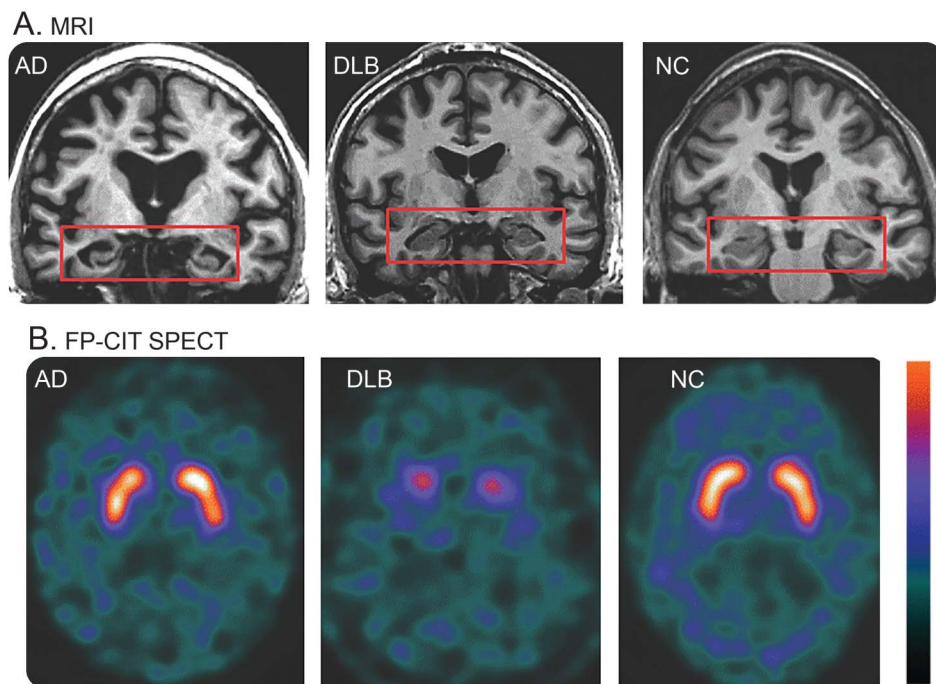 A. MRI
AD
DLB
NC
B. FP-CIT SPECT
AD
DLB
NC